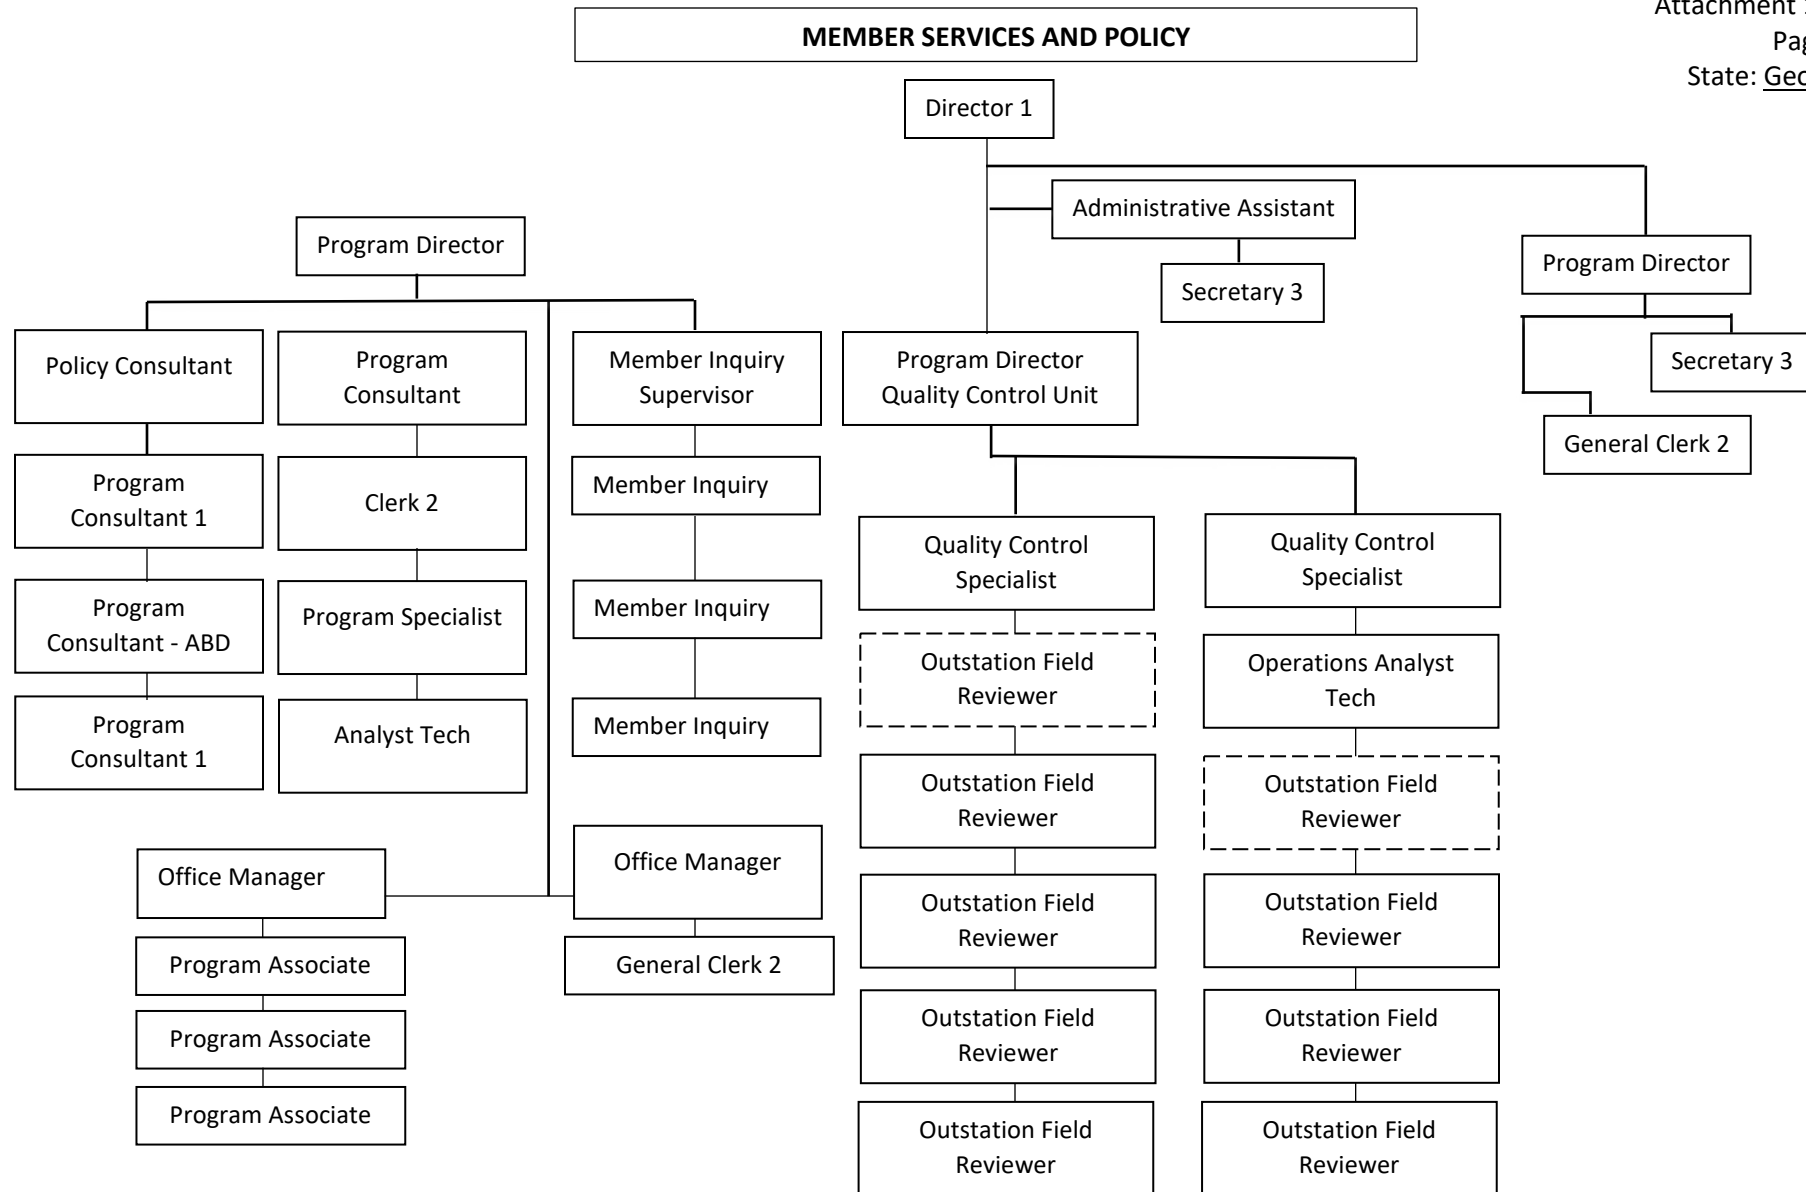 Attachment
MEMBER SERVICES AND POLICY
State:
Director 1
Administrative Assistant
Secretary 3
Program Director
Policy Consultant
Program
Consultant 1
Program
Consultant - ABD
Program
Consultant 1
Program
Consultant
Clerk 2
Program Specialist
Analyst Tech
Member Inquiry
Supervisor
Member Inquiry
Member Inquiry
Member Inquiry
Office Manager
Program Associate
Program Associate
Program Associate
Office Manager
General Clerk 2
Program Director
Quality Control Unit
Quality Control
Specialist
Outstation Field
Reviewer
Outstation Field
Reviewer
Outstation Field
Reviewer
Outstation Field
Reviewer
Outstation Field
Reviewer
Quality Control
Specialist
Operations Analyst
Tech
Outstation Field
Reviewer
Outstation Field
Reviewer
Outstation Field
Reviewer
Outstation Field
Reviewer
Program Director
Secretary 3
General Clerk 2